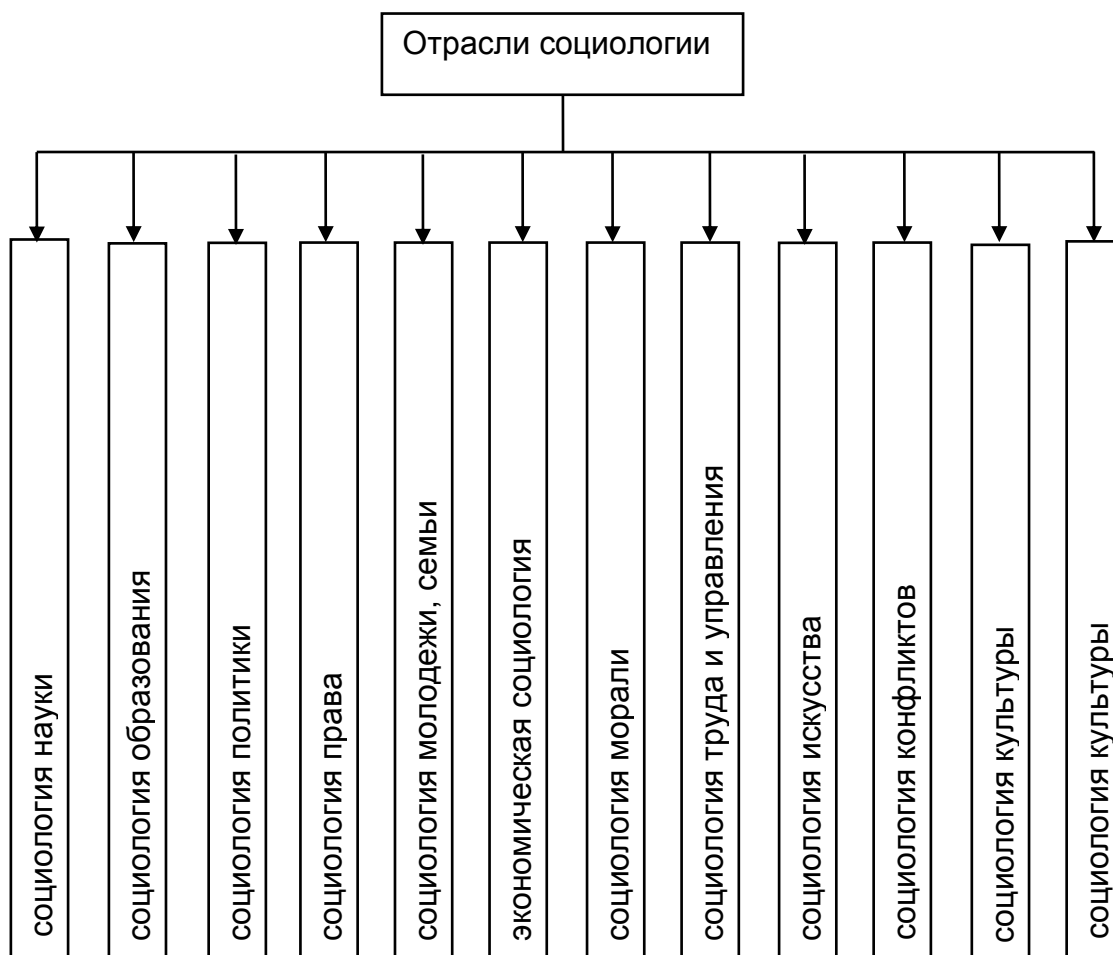 Отрасли социологии
социология науки
социология образования
социология политики
социология права
социология молодежи, семьи
экономическая социология
социология морали
социология труда и управления
социология искусства
социология конфликтов
социология культуры
социология культуры